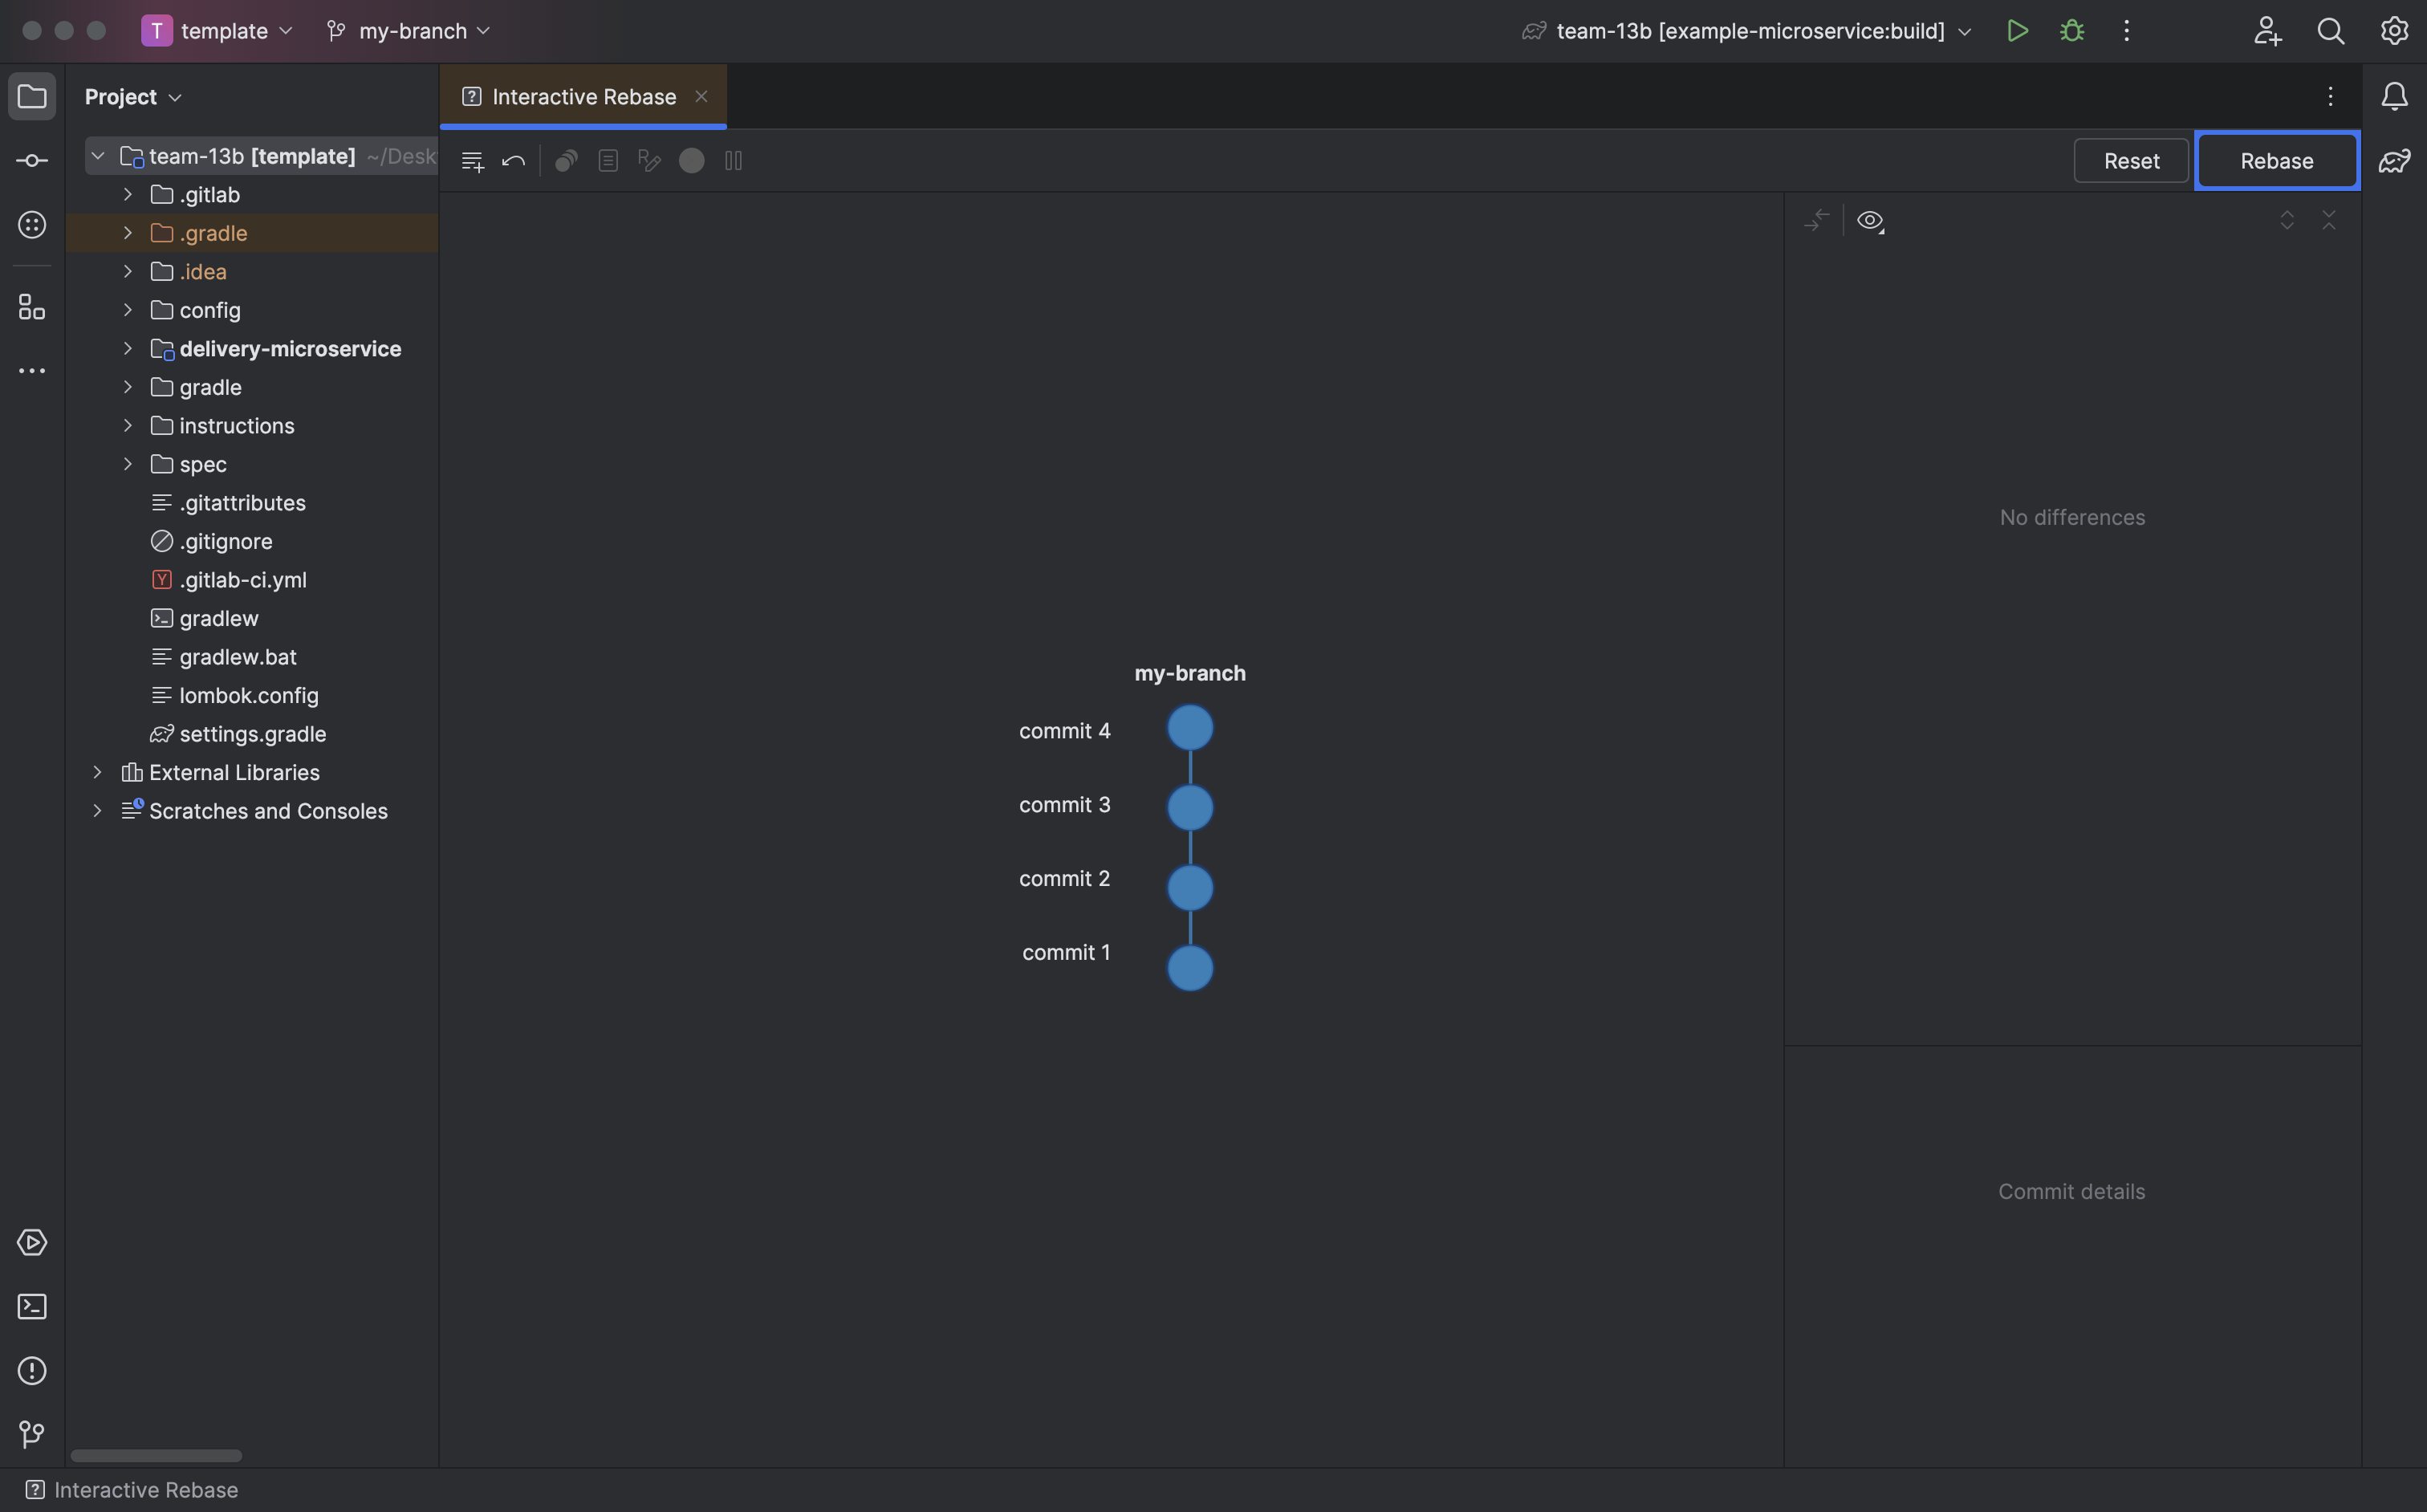 T template my-branch team-13b [example-microservice:build]
Project
Interactive Rebase
team-13b [template] ~/Desk
Reset Rebase
.gitlab
.gradle
.idea
config
delivery-microservice
gradle
instructions
spec
.gitattributes
.gitignore
Y .gitlab-ci.yml
gradlew
gradlew.bat
lombok.config
settings.gradle
External Libraries
Scratches and Consoles
my-branch
commit 4
commit 3
commit 2
commit 1
No differences
Commit details
Interactive Rebase